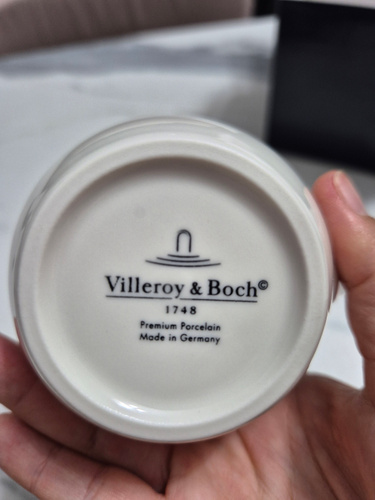 Villeroy & Boch©
1748
Premium Porcelain
Made in Germany